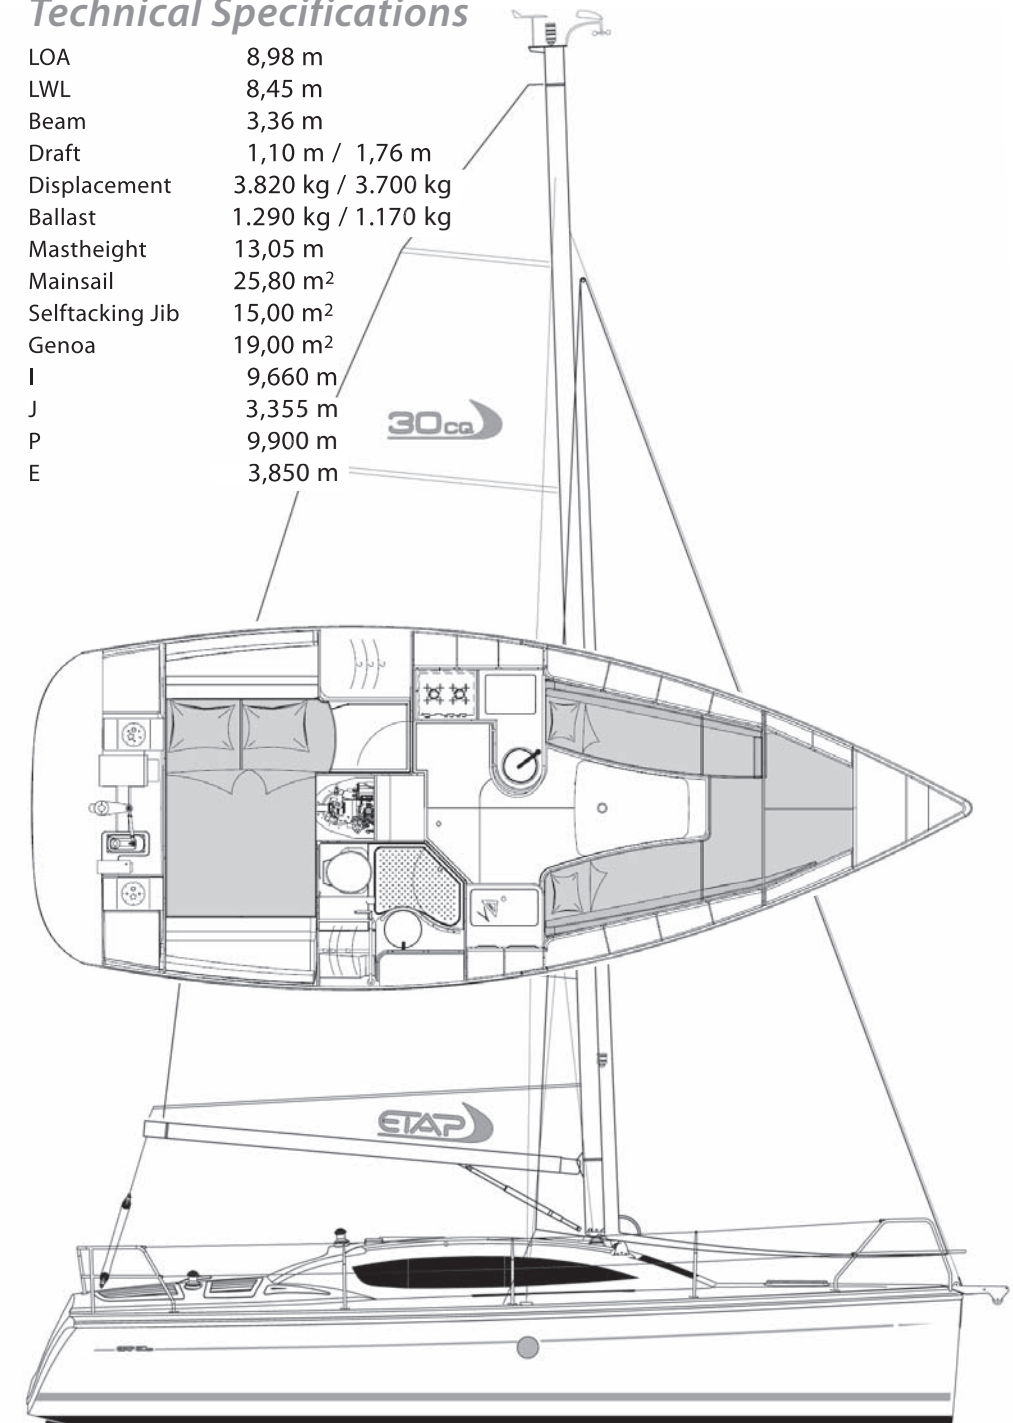 Technical Specifications
LOA 8,98 m
LWL 8,45 m
Beam 3,36 m
Draft 1,10 m / 1,76 m
Displacement 3.820 kg / 3.700 kg
Ballast 1.290 kg / 1.170 kg
Mastheight 13,05 m
Mainsail 25,80 m2
Selftacking Jib 15,00 m2
Genoa 19,00 m2
I 9,660 m
J 3,355 m
P 9,900 m
E 3,850 m
30CQ
ETAP